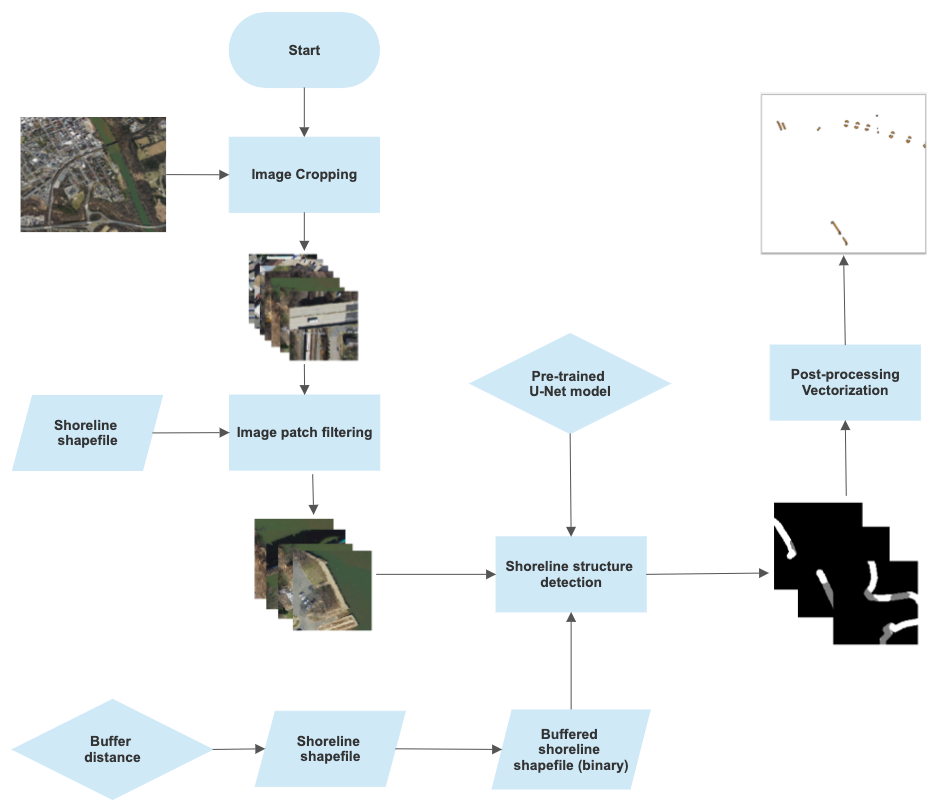 Start
Image Cropping
Shoreline
shapefile
Image patch filtering
Pre-trained
U-Net model
Post-processing
Vectorization
Shoreline structure
detection
Buffer
distance
Shoreline
shapefile
Buffered
shoreline
shapefile (binary)